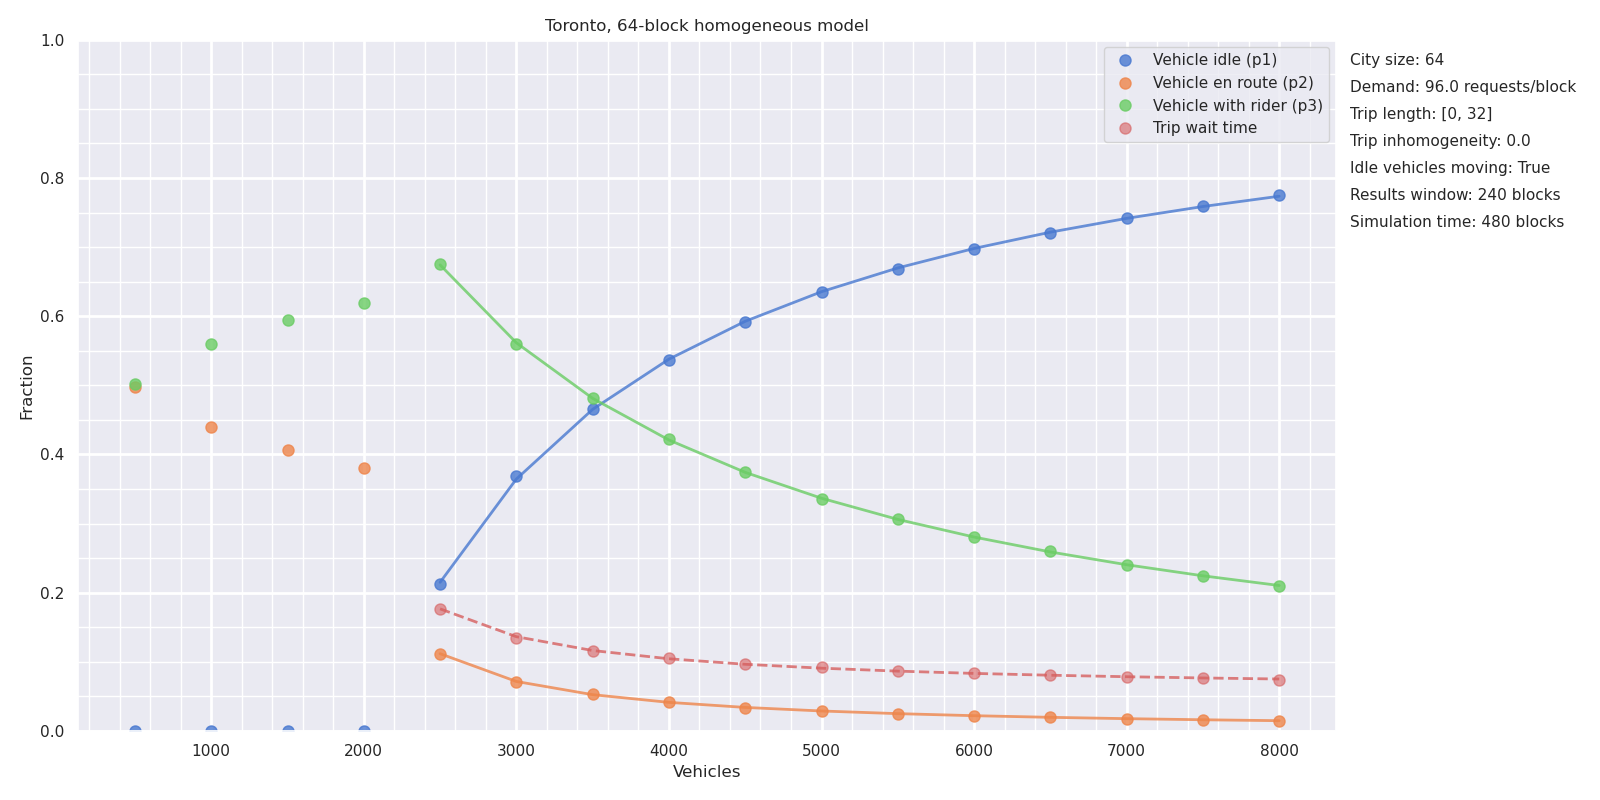 Toronto, 64-block homogeneous model
1.0
0.8
0.6
0.4
0.2
0.0
Fraction
1000
2000
3000
4000
5000
6000
7000
8000
Vehicles
Vehicle idle (p1)
Vehicle en route (p2)
Vehicle with rider (p3)
Trip wait time
City size: 64
Demand: 96.0 requests/block
Trip length: [0, 32]
Trip inhomogeneity: 0.0
Idle vehicles moving: True
Results window: 240 blocks
Simulation time: 480 blocks